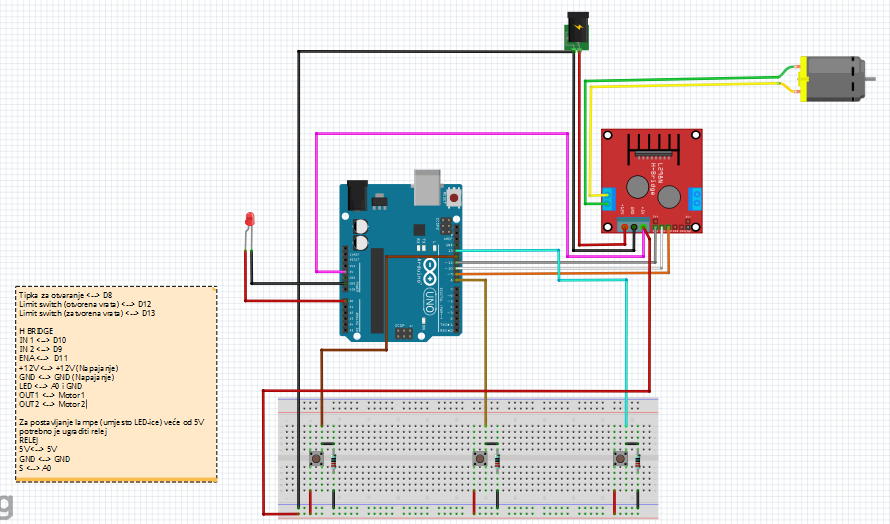 Tipka za otvaranje <--> D8
Limit switch (otvorena vrata) <--> D12
Limit switch (zatvorena vrata) <--> D13
H BRIDGE
IN 1 <--> D10
IN 2 <--> D9
ENA <--> D11
+12V <--> +12V (Napajanje)
GND <--> GND (Napajanje)
LED <--> A0 i GND
OUT1 <--> Motor1
OUT2 <--> Motor2
Za postavljanje lampe (umjesto LED-ice) veće od 5V
potrebno je ugraditi relej
RELEJ
5V <--> 5V
GND <--> GND
S <--> A0
L298N
H-Bridge
UNO
g